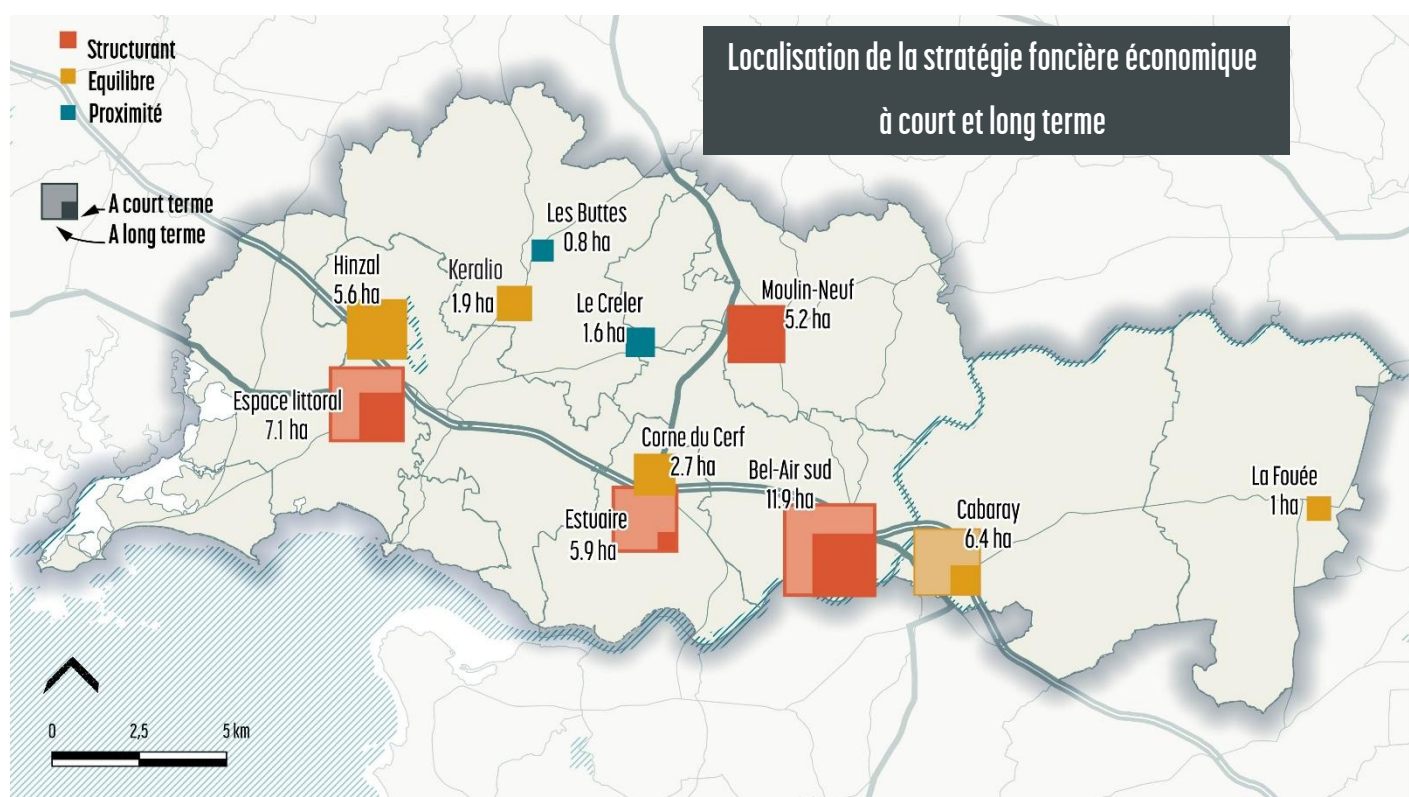 Localisation de la stratégie foncière économique
à court et long terme
Structurant
Equilibre
Proximité
A court terme
A long terme
Les Buttes
0.8 ha
Hinzal
5.6 ha
Keralio
1.9 ha
Le Creler
1.6 ha
Moulin-Neuf
5.2 ha
Espace littoral
7.1 ha
Corne du Cerf
2.7 ha
Bel-Air sud
11.9 ha
Estuaire
5.9 ha
Cabaray
6.4 ha
La Fouée
1 ha
0 2,5 5 km